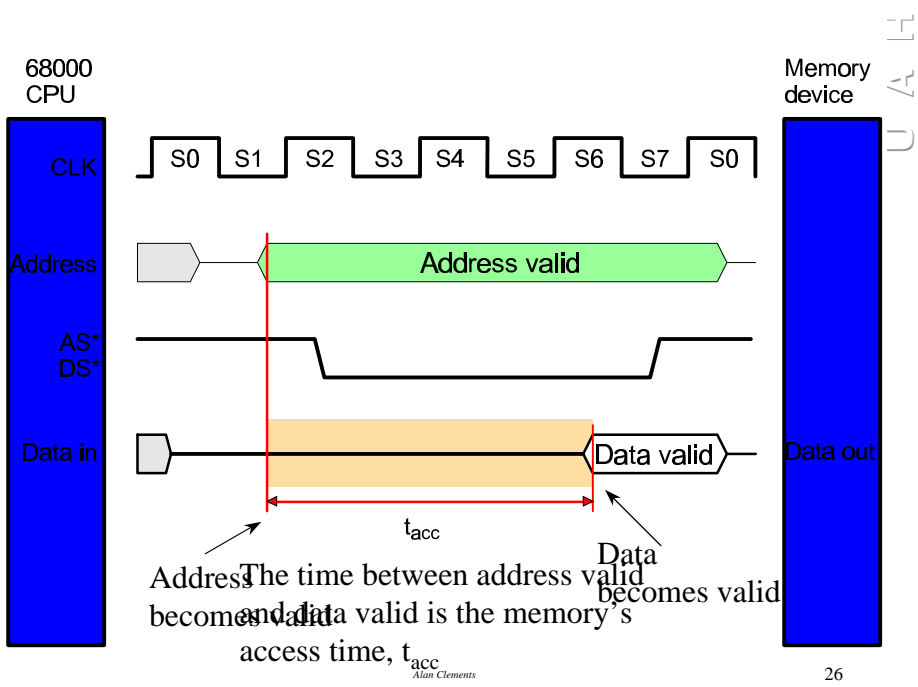 U A H
68000
CPU
Memory
device
CLK
S0 S1 S2 S3 S4 S5 S6 S7 S0
Address
Address valid
AS*
DS*
Data in
Data valid
Data out
tacc
Address
becomes valid
The time between address valid
and data valid is the memory's
access time, tacc
Data
becomes valid
Alan Clements
26